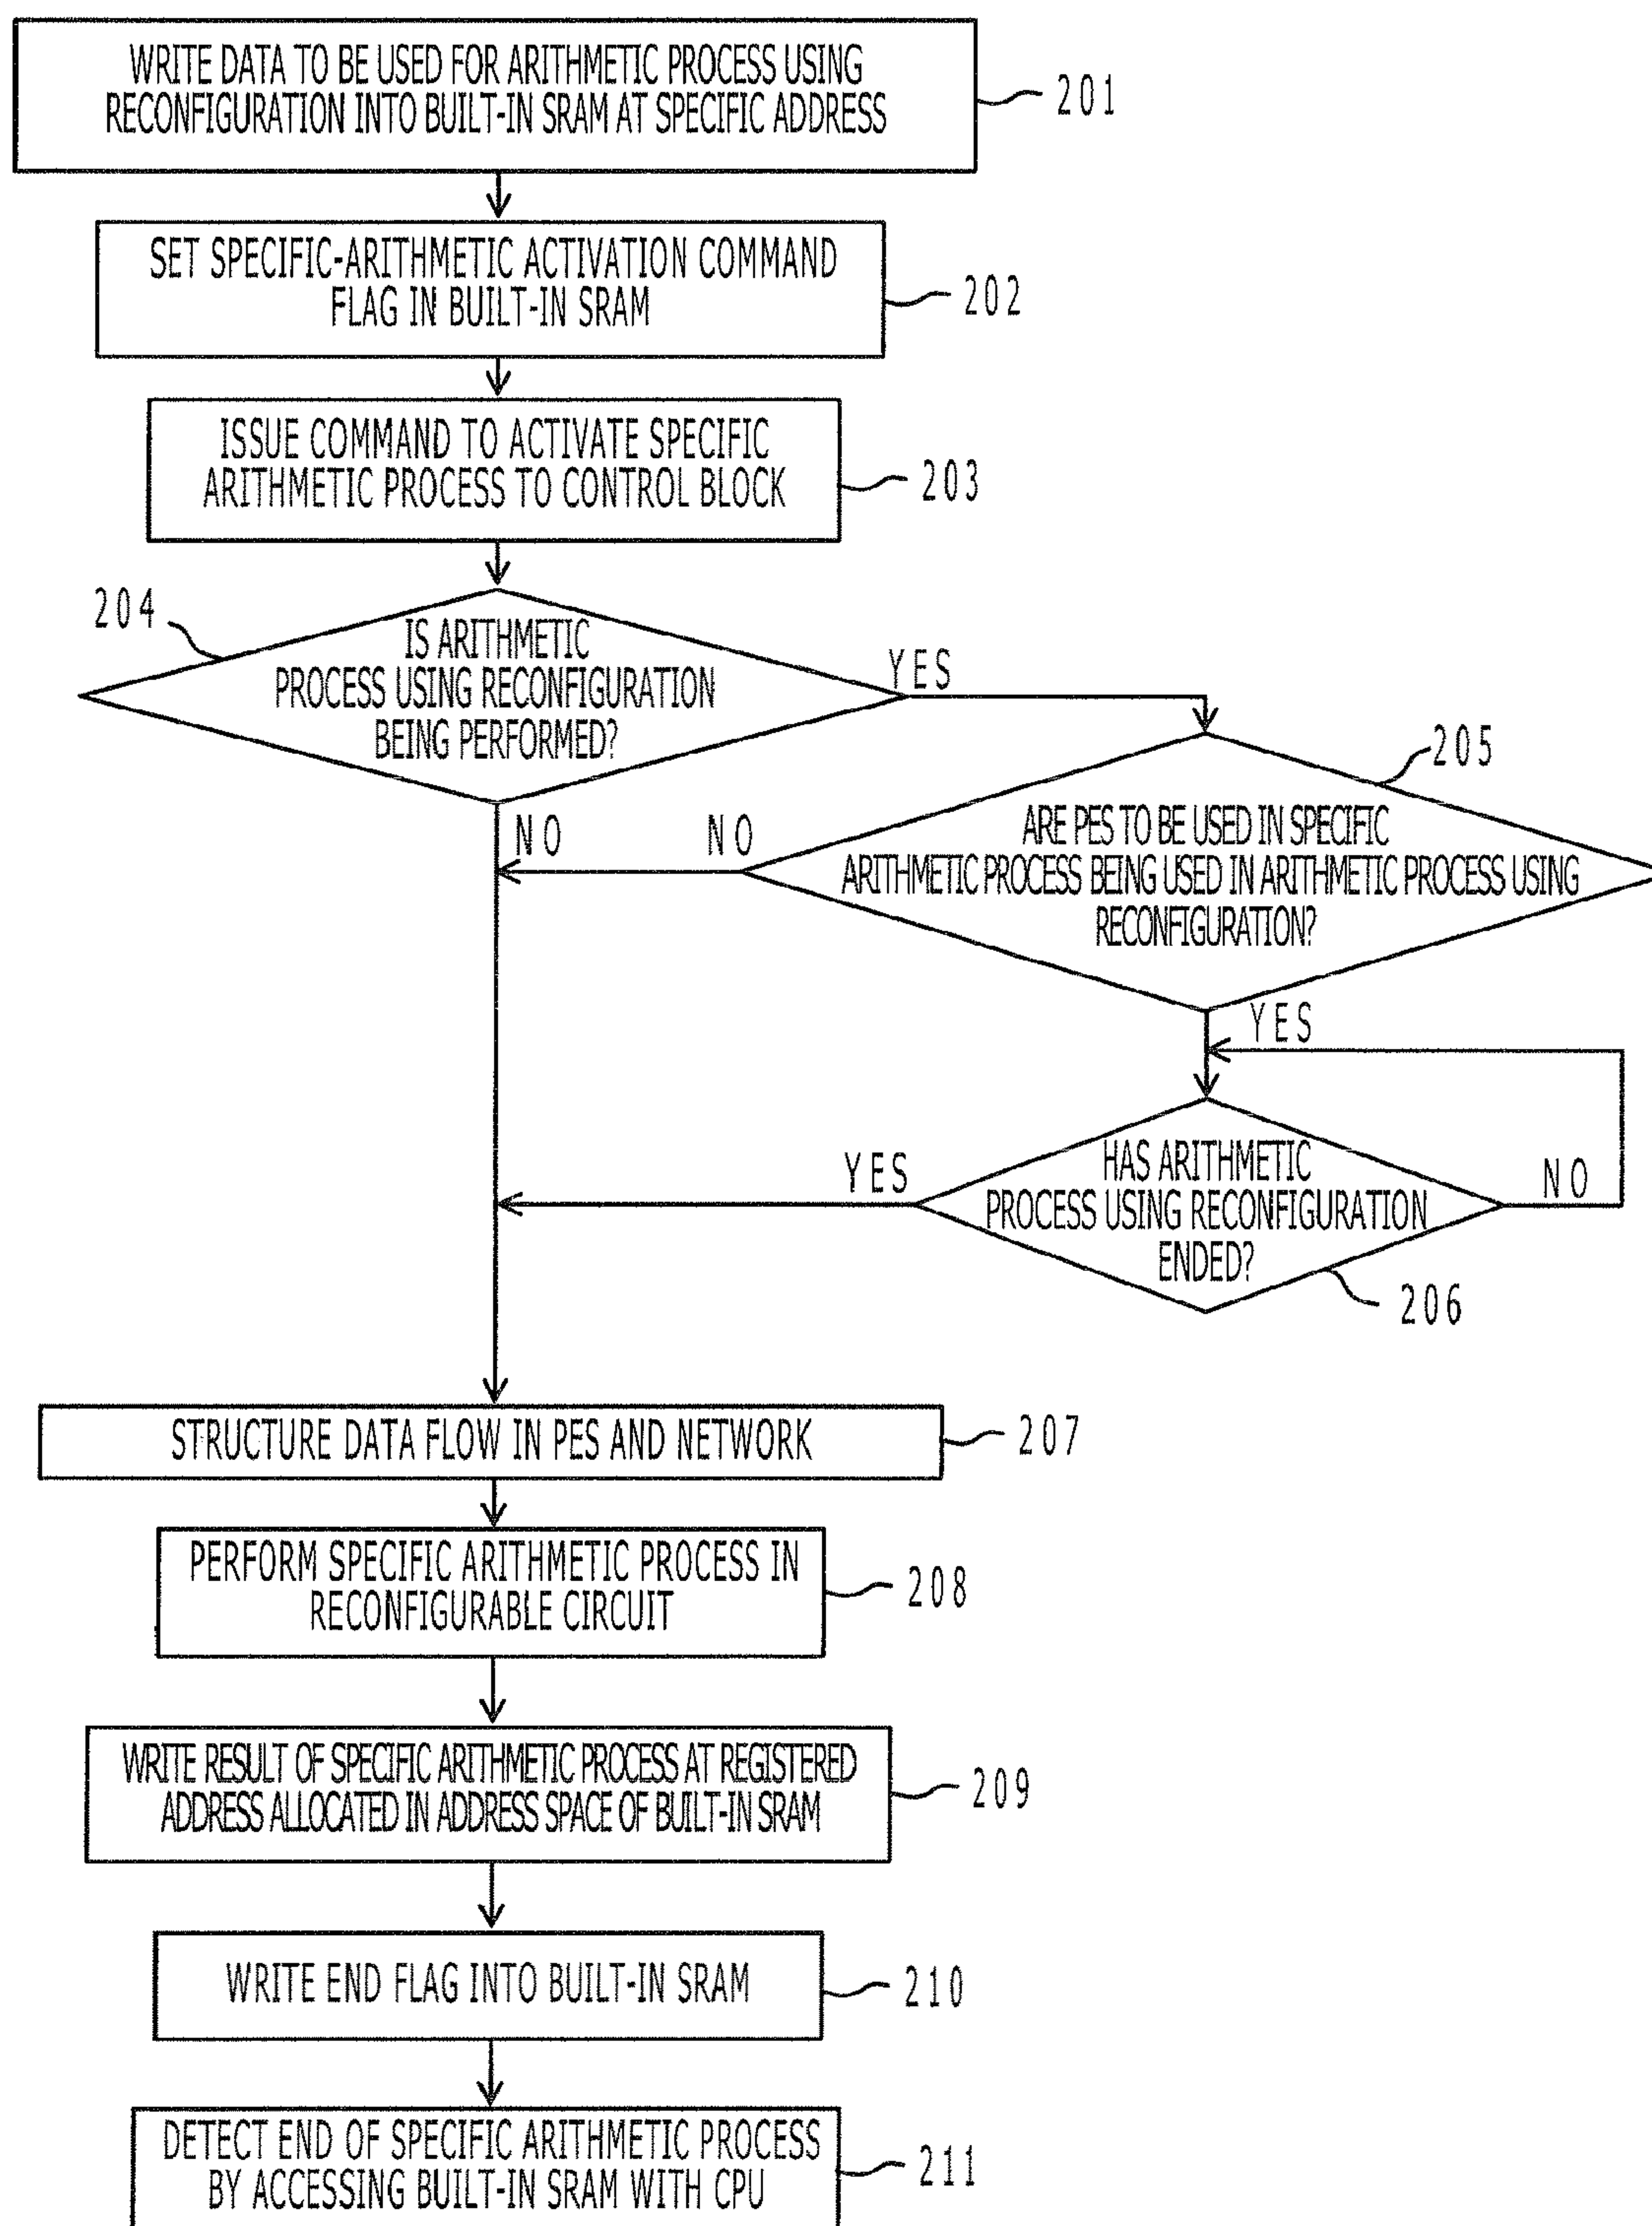 WRITE DATA TO BE USED FOR ARITHMETIC PROCESS USING
RECONFIGURATION INTO BUILT-IN SRAM AT SPECIFIC ADDRESS
201
SET SPECIFIC-ARITHMETIC ACTIVATION COMMAND
FLAG IN BUILT-IN SRAM
202
ISSUE COMMAND TO ACTIVATE SPECIFIC
ARITHMETIC PROCESS TO CONTROL BLOCK
203
204
IS ARITHMETIC
PROCESS USING RECONFIGURATION
BEING PERFORMED?
YES
NO
205
ARE PES TO BE USED IN SPECIFIC
ARITHMETIC PROCESS BEING USED IN ARITHMETIC PROCESS USING
RECONFIGURATION?
NO
YES
HAS ARITHMETIC
PROCESS USING RECONFIGURATION
ENDED?
YES
NO
206
STRUCTURE DATA FLOW IN PES AND NETWORK
207
PERFORM SPECIFIC ARITHMETIC PROCESS IN
RECONFIGURABLE CIRCUIT
208
WRITE RESULT OF SPECIFIC ARITHMETIC PROCESS AT REGISTERED
ADDRESS ALLOCATED IN ADDRESS SPACE OF BUILT-IN SRAM
209
WRITE END FLAG INTO BUILT-IN SRAM
210
DETECT END OF SPECIFIC ARITHMETIC PROCESS
BY ACCESSING BUILT-IN SRAM WITH CPU
211